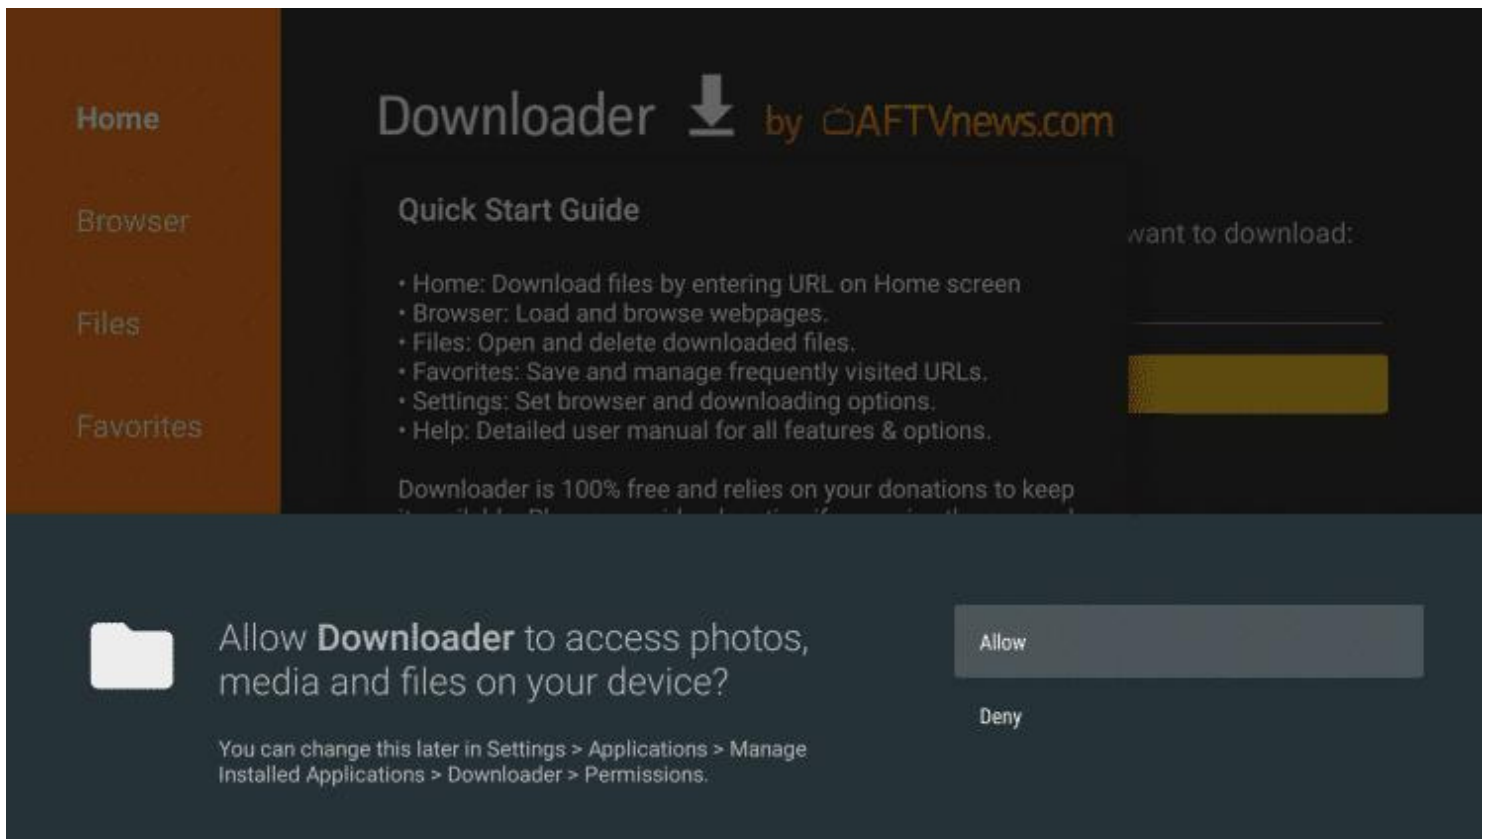 Home
Downloader by AFTVnews.com
Browser
Quick Start Guide
want to download:
• Home: Download files by entering URL on Home screen
• Browser: Load and browse webpages.
Files
• Files: Open and delete downloaded files.
• Favorites: Save and manage frequently visited URLs.
• Settings: Set browser and downloading options.
Favorites
• Help: Detailed user manual for all features & options.
Downloader is 100% free and relies on your donations to keep
Allow Downloader to access photos,
media and files on your device?
You can change this later in Settings > Applications > Manage
Installed Applications > Downloader > Permissions.
Allow
Deny